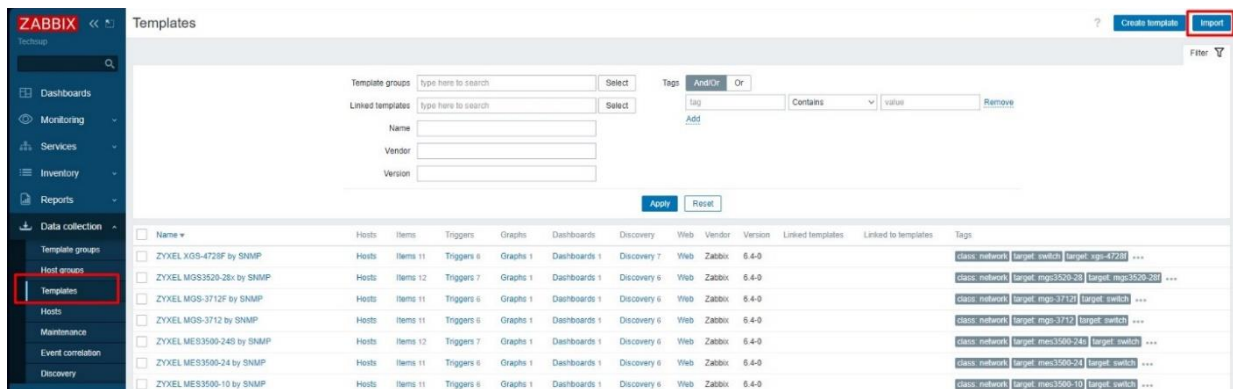 ZABBIX
Templates
? Create template Import
Techsup
Filter
Template groups type here to search Select Tags And/Or Or
tag Contains value Remove
Linked templates type here to search Select
Add
Name
Vendor
Version
Apply Reset
Dashboards
Monitoring
Services
Inventory
Reports
Data collection
Template groups
Host groups
Templates
Hosts
Maintenance
Event correlation
Discovery
Name Hosts Items Triggers Graphs Dashboards Discovery Web Vendor Version Linked templates Linked to templates Tags
ZYXEL XGS-4728F by SNMP Hosts Items 11 Triggers 6 Graphs 1 Dashboards 1 Discovery 7 Web Zabbix 6.4-0 class: network target: switch target: xgs-4728f ...
ZYXEL MGS3520-28x by SNMP Hosts Items 12 Triggers 7 Graphs 1 Dashboards 1 Discovery 6 Web Zabbix 6.4-0 class: network target: mgs3520-28 target: mgs3520-28f ...
ZYXEL MGS-3712F by SNMP Hosts Items 11 Triggers 6 Graphs 1 Dashboards 1 Discovery 6 Web Zabbix 6.4-0 class: network target: mgs-3712f target: switch ...
ZYXEL MGS-3712 by SNMP Hosts Items 11 Triggers 6 Graphs 1 Dashboards 1 Discovery 6 Web Zabbix 6.4-0 class: network target: mgs-3712 target: switch ...
ZYXEL MES3500-24S by SNMP Hosts Items 12 Triggers 7 Graphs 1 Dashboards 1 Discovery 6 Web Zabbix 6.4-0 class: network target: mes3500-24s target: switch ...
ZYXEL MES3500-24 by SNMP Hosts Items 11 Triggers 6 Graphs 1 Dashboards 1 Discovery 6 Web Zabbix 6.4-0 class: network target: mes3500-24 target: switch ...
ZYXEL MES3500-10 by SNMP Hosts Items 11 Triggers 6 Graphs 1 Dashboards 1 Discovery 6 Web Zabbix 6.4-0 class: network target: mes3500-10 target: switch ...